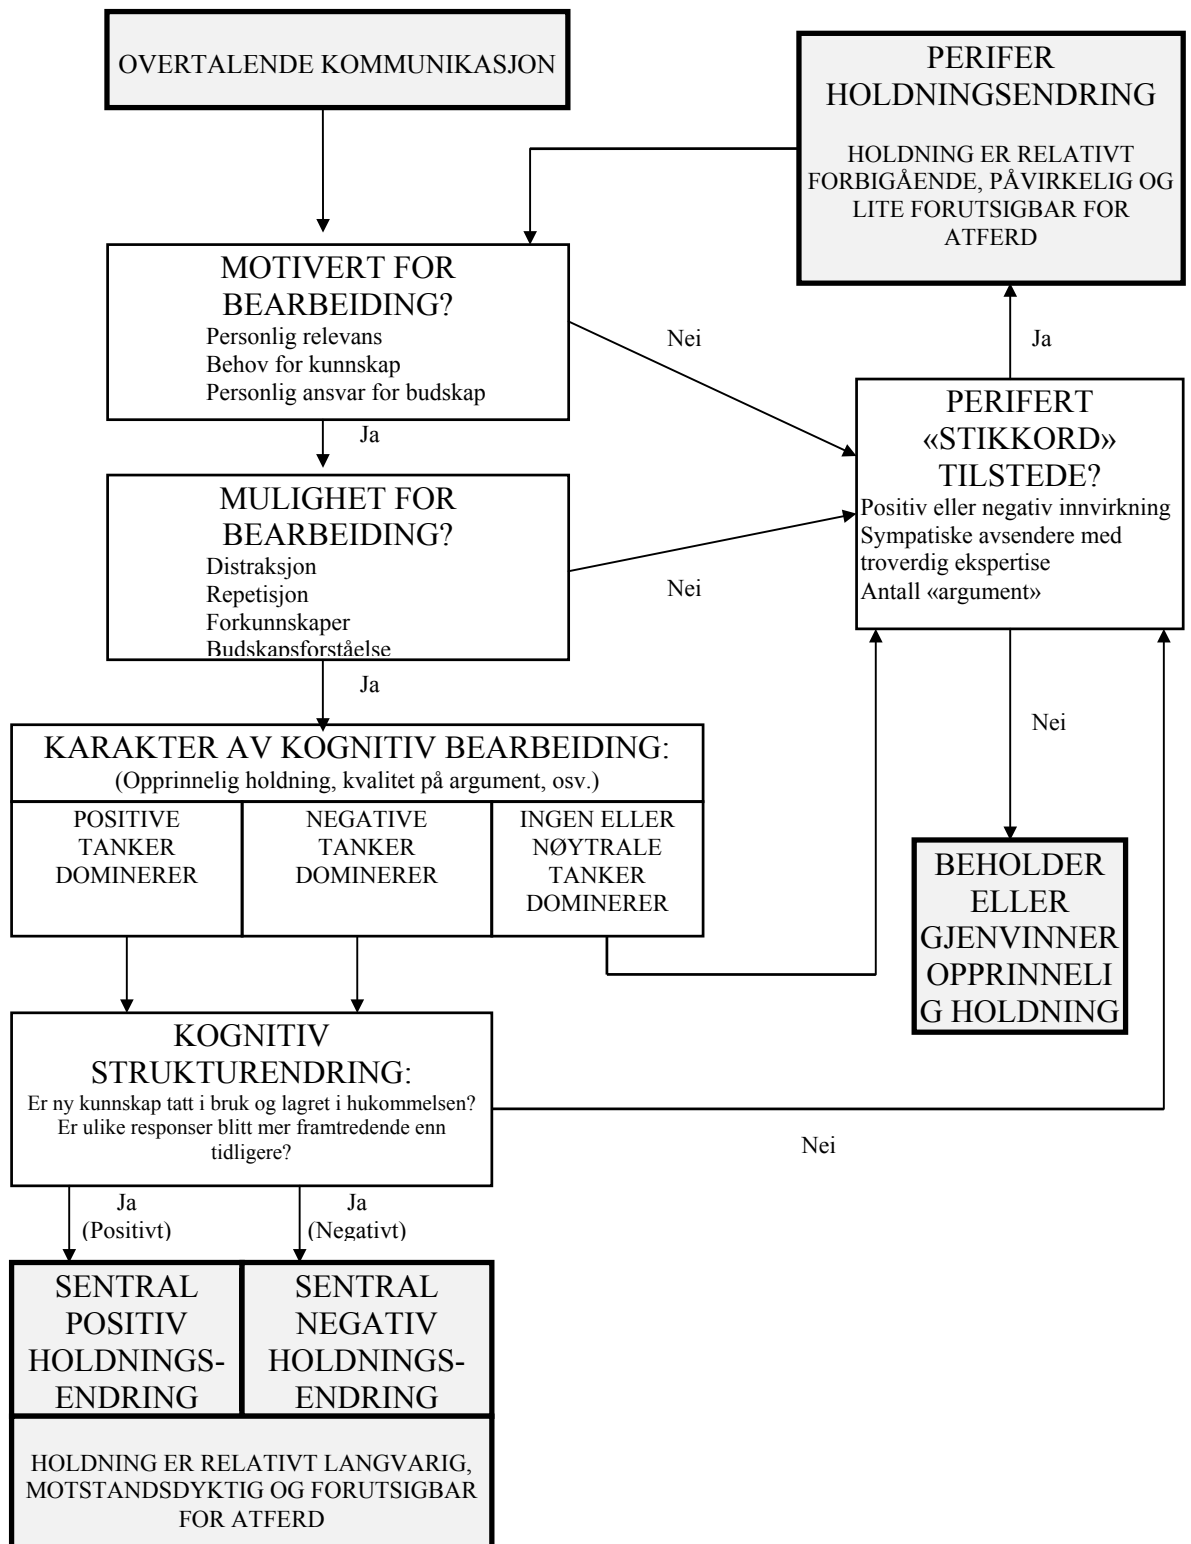 OVERTALENDE KOMMUNIKASJON
PERIFER
HOLDNINGSENDRING
HOLDNING ER RELATIVT
FORBIGÅENDE, PÅVIRKELIG OG
LITE FORUTSIGBAR FOR
ATFERD
MOTIVERT FOR
BEARBEIDING?
Personlig relevans
Behov for kunnskap
Personlig ansvar for budskap
Nei
Ja
Ja
PERIFERT
«STIKKORD»
TILSTEDE?
Positiv eller negativ innvirkning
Sympatiske avsendere med
troverdig ekspertise
Antall «argument»
MULIGHET FOR
BEARBEIDING?
Distraksjon
Repetisjon
Forkunnskaper
Budskapsforståelse
Nei
Ja
Nei
KARAKTER AV KOGNITIV BEARBEIDING:
(Opprinnelig holdning, kvalitet på argument, osv.)
POSITIVE
TANKER
DOMINERER
NEGATIVE
TANKER
DOMINERER
INGEN ELLER
NØYTRALE
TANKER
DOMINERER
BEHOLDER
ELLER
GJENVINNER
OPPRINNELI
G HOLDNING
KOGNITIV
STRUKTURENDRING:
Er ny kunnskap tatt i bruk og lagret i hukommelsen?
Er ulike responser blitt mer framtredende enn
tidligere?
Nei
Ja
(Positivt)
Ja
(Negativt)
SENTRAL
POSITIV
HOLDNINGS-
ENDRING
SENTRAL
NEGATIV
HOLDNINGS-
ENDRING
HOLDNING ER RELATIVT LANGVARIG,
MOTSTANDSDYKTIG OG FORUTSIGBAR
FOR ATFERD